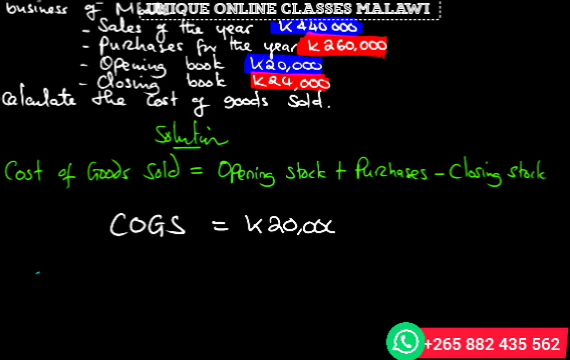 business of
UNIQUE ONLINE CLASSES MALAWI
- Sales of the year K440000
- Purchases for the year K260,000
- Opening book K20,000
- Closing book K24,000
Calculate the cost of goods sold.
Solution
Cost of Goods Sold = Opening stock + Purchases - Closing stock
COGS = K20,000
+265 882 435 562